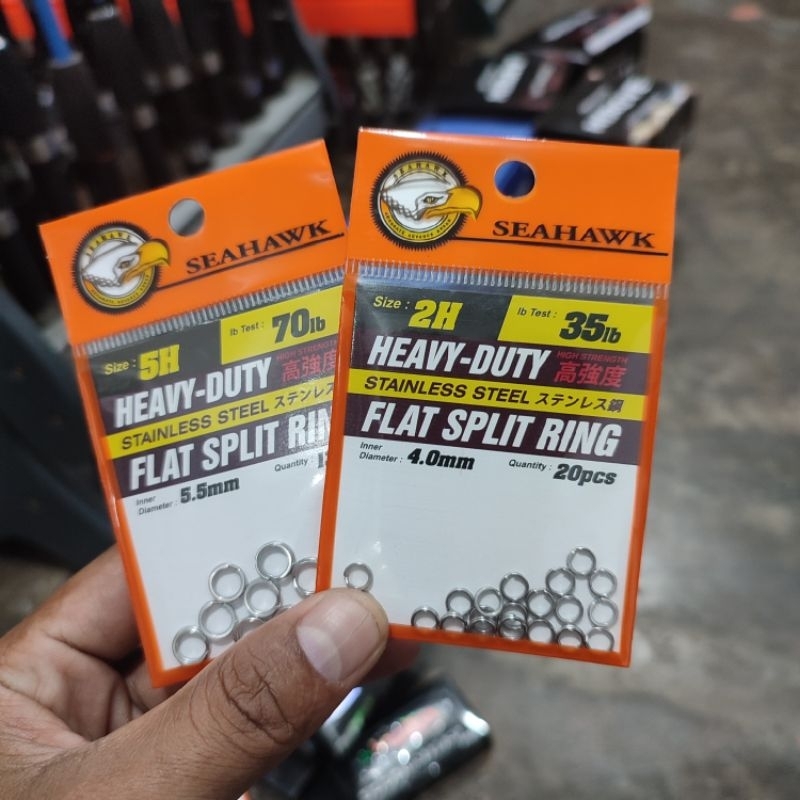 SEAHAWK
SEAHAWK
Size : 5H
lb Test : 70lb
HEAVY-DUTY
HIGH STRENGTH
高強度
STAINLESS STEEL ステンレス
FLAT SPLIT RIN
Inner
Diameter : 5.5mm
Quantity :
SEAHAWK
SEAHAWK
Size : 2H
lb Test : 35lb
HEAVY-DUTY
HIGH STRENGTH
高強度
STAINLESS STEEL ステンレス鋼
FLAT SPLIT RING
Inner
Diameter : 4.0mm
Quantity : 20pcs